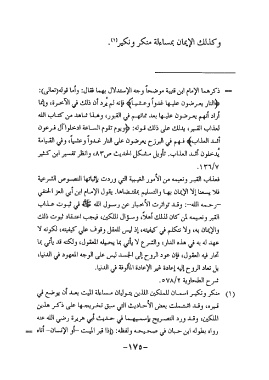 وكذلك الإيمان بمساءلة منكر ونكير(١).
— ذكرهما الإمام ابن قتيبة موضحاً وجه الاستدلال بهما فقال: وأما قوله(تعالى):
﴿النار يعرضون عليها غدواً وعشياً﴾ فإنه لم يُرد أن ذلك في الآخرة، وإنما
أراد أنهم يعرضون عليها بعد مماتهم في القبور، وهذا شاهد من كتاب الله
لعذاب القبر، يدلك على ذلك قوله: ﴿ويوم تقوم الساعة ادخلوا آل فرعون
أشد العذاب﴾ فهم في البرزخ يعرضون على النار غدواً وعشياً، وفي القيامة
يُدخلون أشد العذاب. تأويل مشكل الحديث ص٨٣، وانظر تفسير ابن كثير
١٣٦/٧.
فعذاب القبر ونعيمه من الأمور الغيبية التي وردت بإثباتها النصوص الشرعية
فلا يسعنا إلا الإيمان بها والتسليم بمقتضاها. يقول الإمام ابن أبي العز الحنفي
-رحمه الله-: وقد تواترت الأخبار عن رسول الله ﷺ في ثبوت عذاب
القبر ونعيمه لمن كان لذلك أهلاً، وسؤال الملكين، فيجب اعتقاد ثبوت ذلك
والإيمان به، ولا نتكلم في كيفيته، إذ ليس للعقل وقوف على كيفيته، لكونه لا
عهد له به في هذه الدار، والشرع لا يأتي بما يحيله العقول، ولكنه قد يأتي بما
تحار فيه العقول، فإن عود الروح إلى الجسد ليس على الوجه المعهود في الدنيا،
بل تعاد الروح إليه إعادة غير الإعادة المألوفة في الدنيا.
شرح الطحاوية ٥٧٨/٢.
(١) منكر ونكير اسمان للملكين اللذين يتوليان مساءلة الميت بعد أن يوضع في
قبره، وقد اشتملت بعض الأحاديث التي سبق تخريجها على ذكر هذين
الملكين، وقد ورد التصريح باسميهما في حديث أبي هريرة رضي الله عنه
رواه بطوله ابن حبان في صحيحه ولفظه: (إذا قبر الميت -أو الإنسان- أتاه —
-١٧٥-